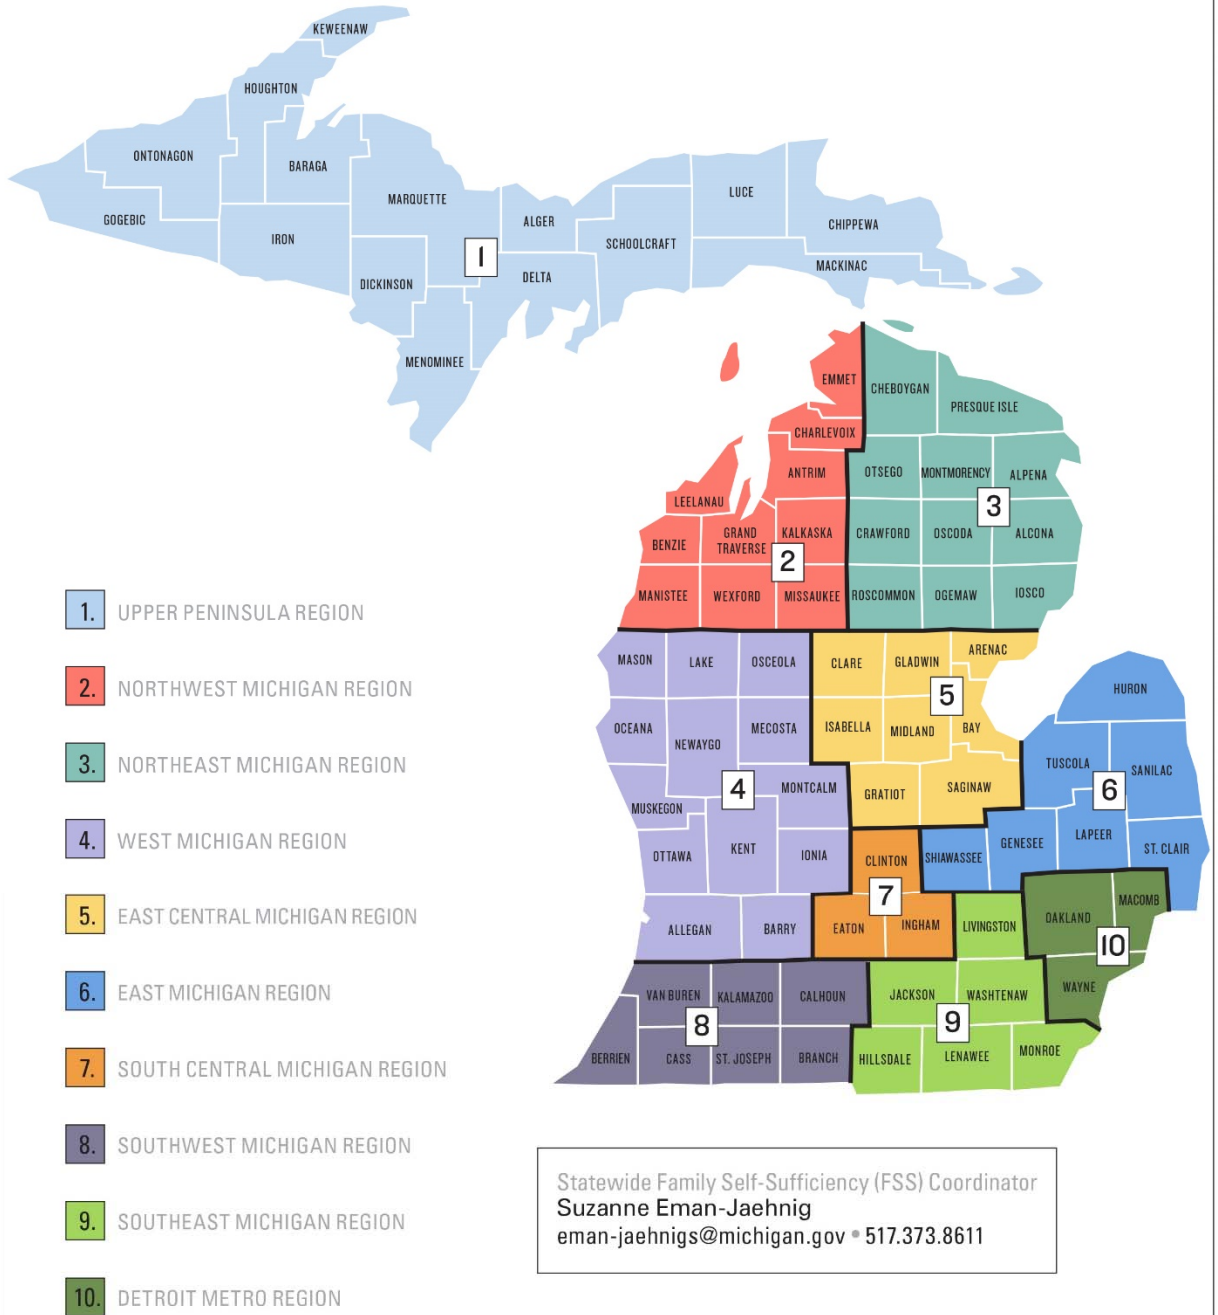 KEWEENAW
HOUGHTON
ONTONAGON
BARAGA
GOGEBIC
IRON
MARQUETTE
DICKINSON
MENOMINEE
1
ALGER
DELTA
SCHOOLCRAFT
LUCE
CHIPPEWA
MACKINAC
EMMET
CHARLEVOIX
ANTRIM
LEELANAU
BENZIE
GRAND
TRAVERSE
KALKASKA
2
MANISTEE
WEXFORD
MISSAUKEE
CHEBOYGAN
PRESQUE ISLE
OTSEGO
MONTMORENCY
ALPENA
3
CRAWFORD
OSCODA
ALCONA
ROSCOMMON
OGEMAW
IOSCO
MASON
LAKE
OSCEOLA
OCEANA
NEWAYGO
MECOSTA
4
MUSKEGON
MONTCALM
OTTAWA
KENT
IONIA
ALLEGAN
BARRY
CLARE
GLADWIN
ARENAC
5
ISABELLA
MIDLAND
BAY
GRATIOT
SAGINAW
HURON
TUSCOLA
SANILAC
6
SHIAWASSEE
GENESEE
LAPEER
ST. CLAIR
CLINTON
7
EATON
INGHAM
LIVINGSTON
OAKLAND
MACOMB
10
WAYNE
VAN BUREN
KALAMAZOO
CALHOUN
8
BERRIEN
CASS
ST. JOSEPH
BRANCH
JACKSON
WASHTENAW
9
HILLSDALE
LENAWEE
MONROE
1. UPPER PENINSULA REGION
2. NORTHWEST MICHIGAN REGION
3. NORTHEAST MICHIGAN REGION
4. WEST MICHIGAN REGION
5. EAST CENTRAL MICHIGAN REGION
6. EAST MICHIGAN REGION
7. SOUTH CENTRAL MICHIGAN REGION
8. SOUTHWEST MICHIGAN REGION
9. SOUTHEAST MICHIGAN REGION
10. DETROIT METRO REGION
Statewide Family Self-Sufficiency (FSS) Coordinator
Suzanne Eman-Jaehnig
eman-jaehnigs@michigan.gov • 517.373.8611